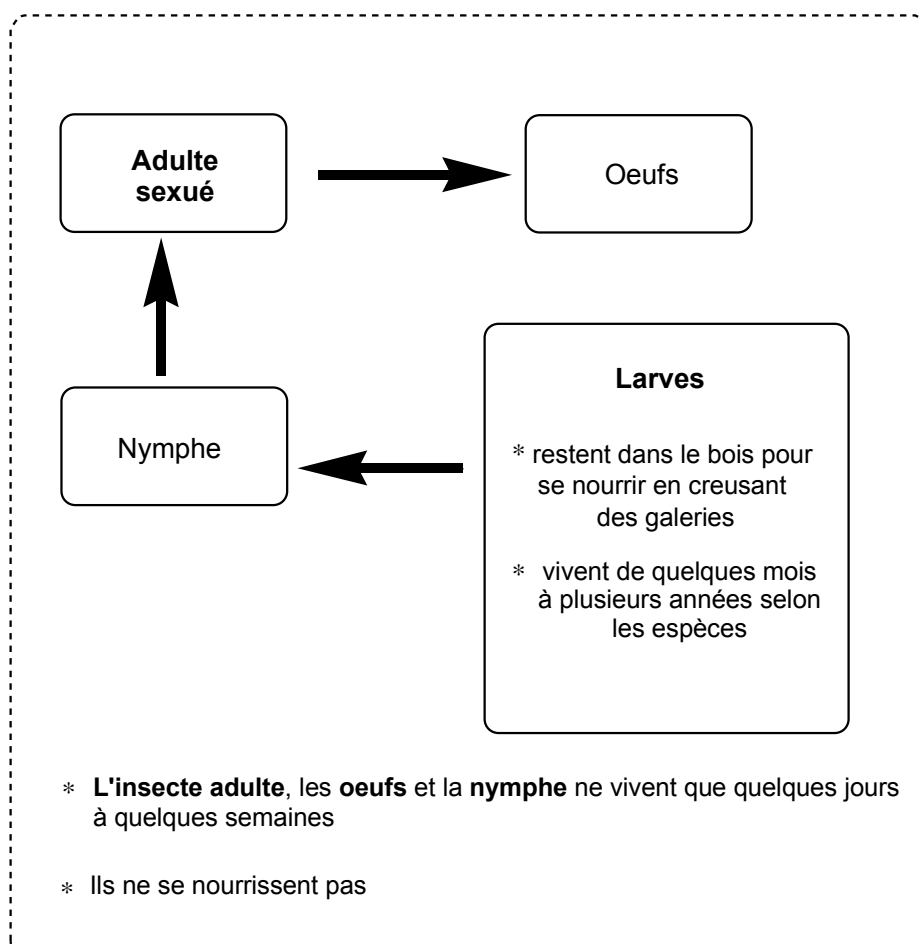 Adulte
sexué
Oeufs
Nymphe
Larves
* restent dans le bois pour
se nourrir en creusant
des galeries
* vivent de quelques mois
à plusieurs années selon
les espèces
* L'insecte adulte, les oeufs et la nymphe ne vivent que quelques jours
à quelques semaines
* Ils ne se nourrissent pas